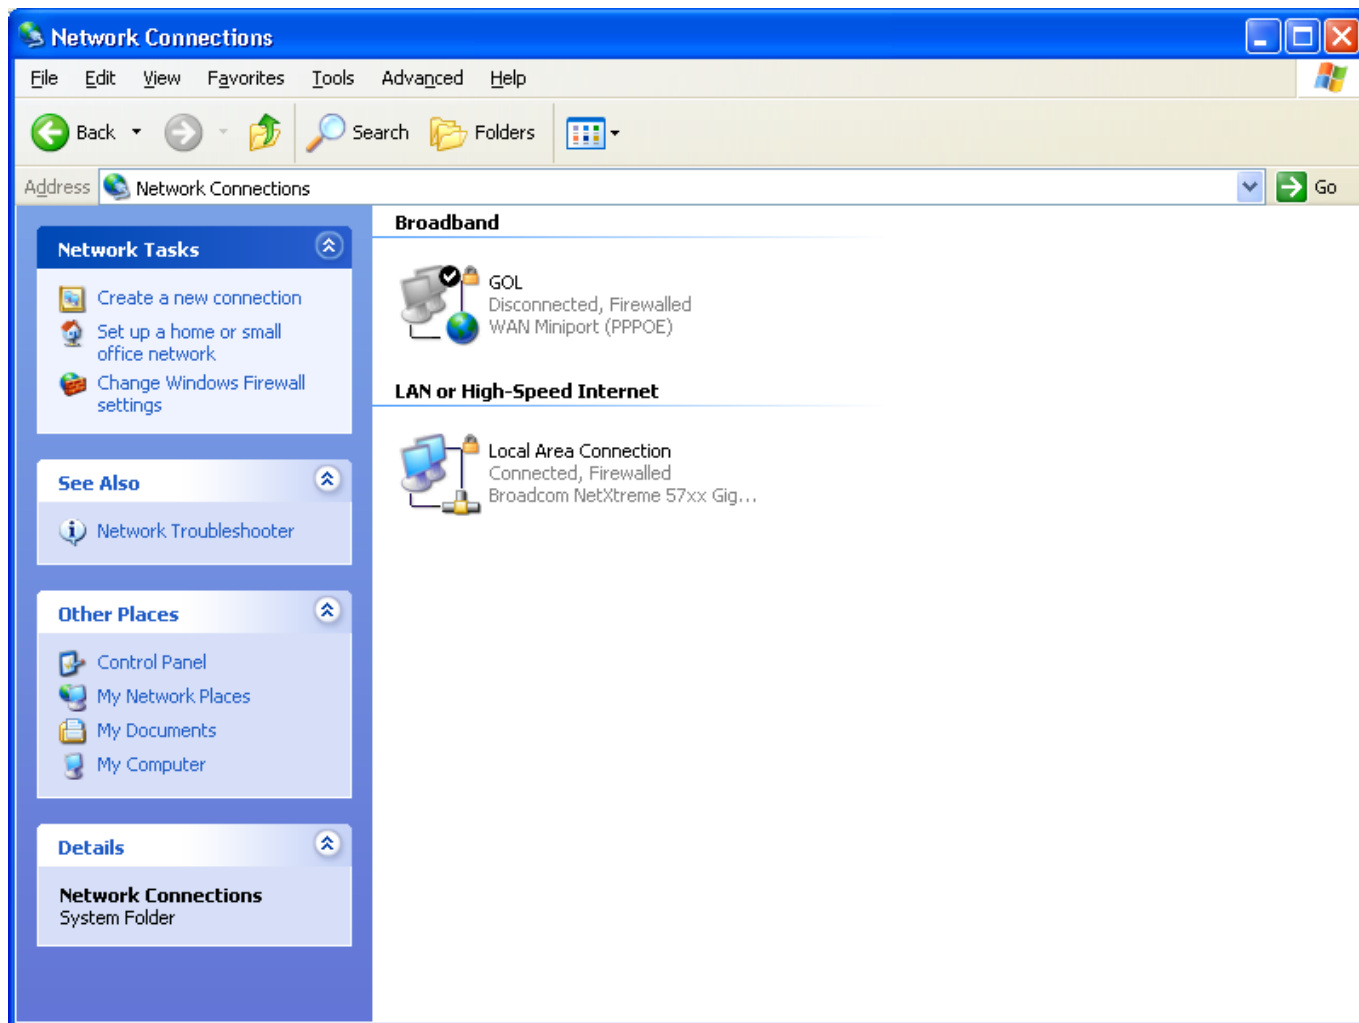 Network Connections
File Edit View Favorites Tools Advanced Help
Back Search Folders
Address Network Connections Go
Network Tasks
Create a new connection
Set up a home or small
office network
Change Windows Firewall
settings
See Also
Network Troubleshooter
Other Places
Control Panel
My Network Places
My Documents
My Computer
Details
Network Connections
System Folder
Broadband
GOL
Disconnected, Firewalled
WAN Miniport (PPPOE)
LAN or High-Speed Internet
Local Area Connection
Connected, Firewalled
Broadcom NetXtreme 57xx Gig...